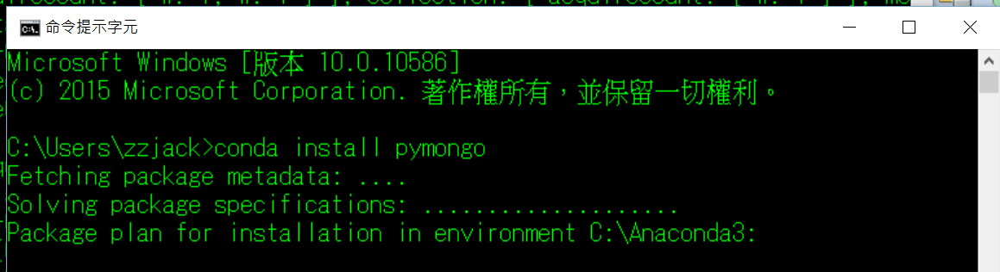 命令提示字元
Microsoft Windows [版本 10.0.10586]
(c) 2015 Microsoft Corporation. 著作權所有，並保留一切權利。
C:\Users\zzjack>conda install pymongo
Fetching package metadata: ....
Solving package specifications: ....................
Package plan for installation in environment C:\Anaconda3: